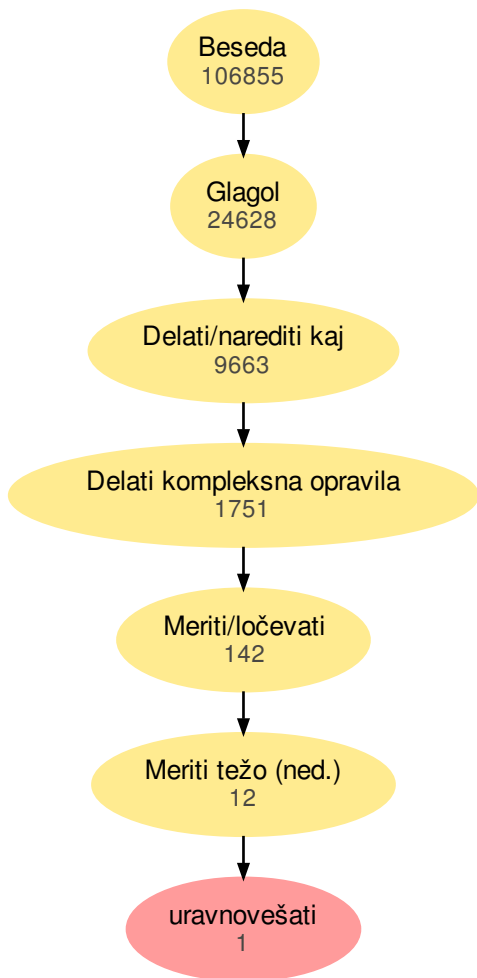 Beseda
106855
Glagol
24628
Delati/narediti kaj
9663
Delati kompleksna opravila
1751
Meriti/ločevati
142
Meriti težo (ned.)
12
uravnovešati
1